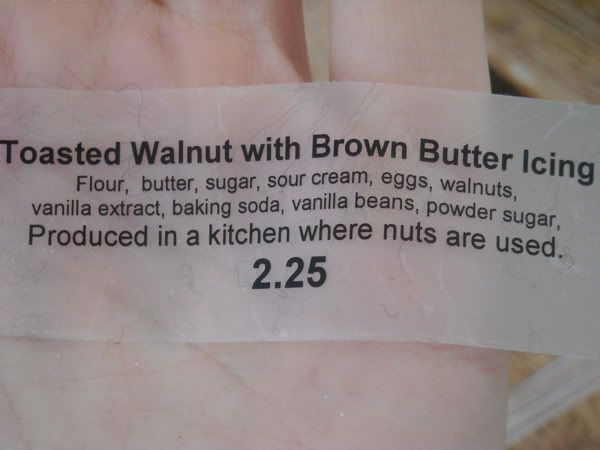 Toasted Walnut with Brown Butter Icing
Flour, butter, sugar, sour cream, eggs, walnuts,
vanilla extract, baking soda, vanilla beans, powder sugar,
Produced in a kitchen where nuts are used.
2.25